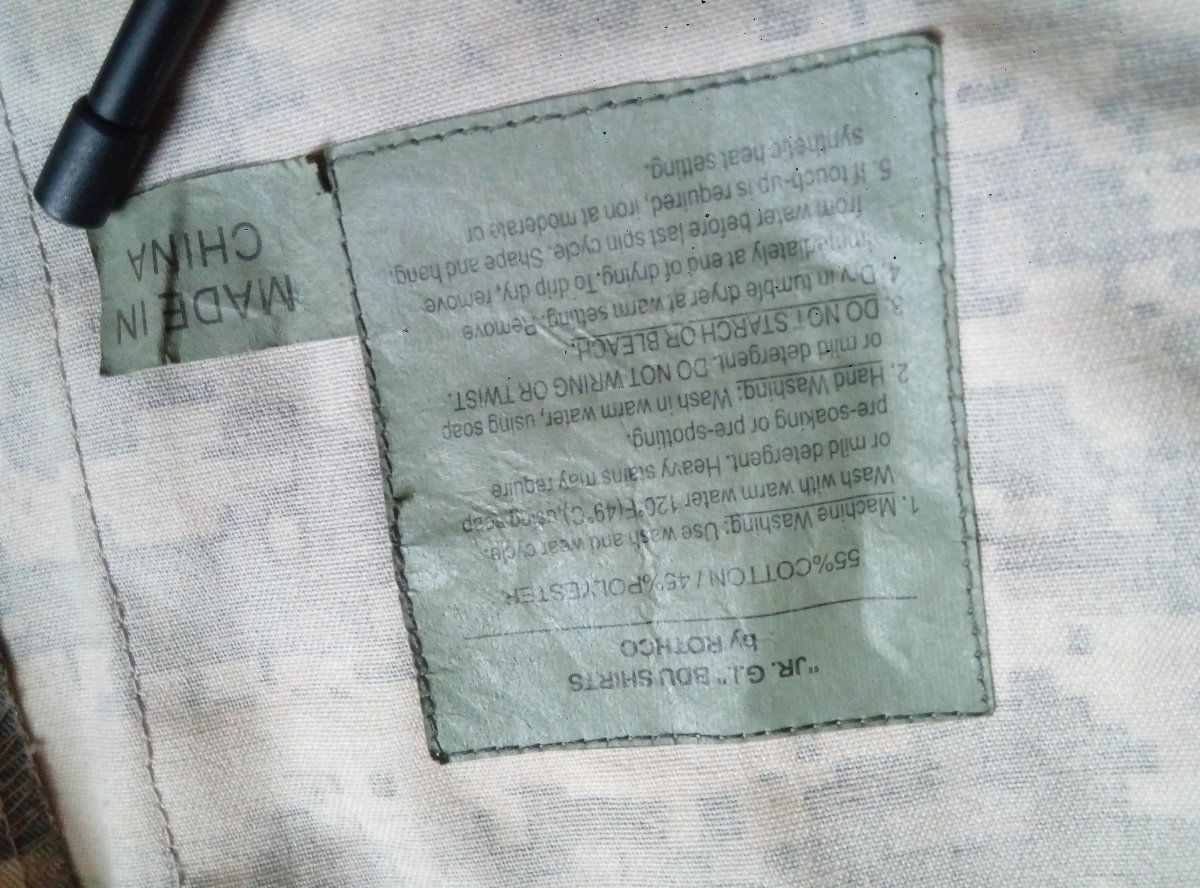 "JR. G.I." BDU SHIRTS
by ROTHCO
55%COTTON / 45%POLYESTER
1. Machine Washing: Use wash and wear cycle.
Wash with warm water 120°F(49°C),using soap
or mild detergent. Heavy stains may require
pre-soaking or pre-spotting.
2. Hand Washing: Wash in warm water, using soap
or mild detergent. DO NOT WRING OR TWIST.
3. DO NOT STARCH OR BLEACH.
4. Dry in tumble dryer at warm setting. Remove
immediately at end of drying. To drip dry, remove
from water before last spin cycle. Shape and hang.
5. If touch-up is required, iron at moderate or
synthetic heat setting.
MADE IN
CHINA